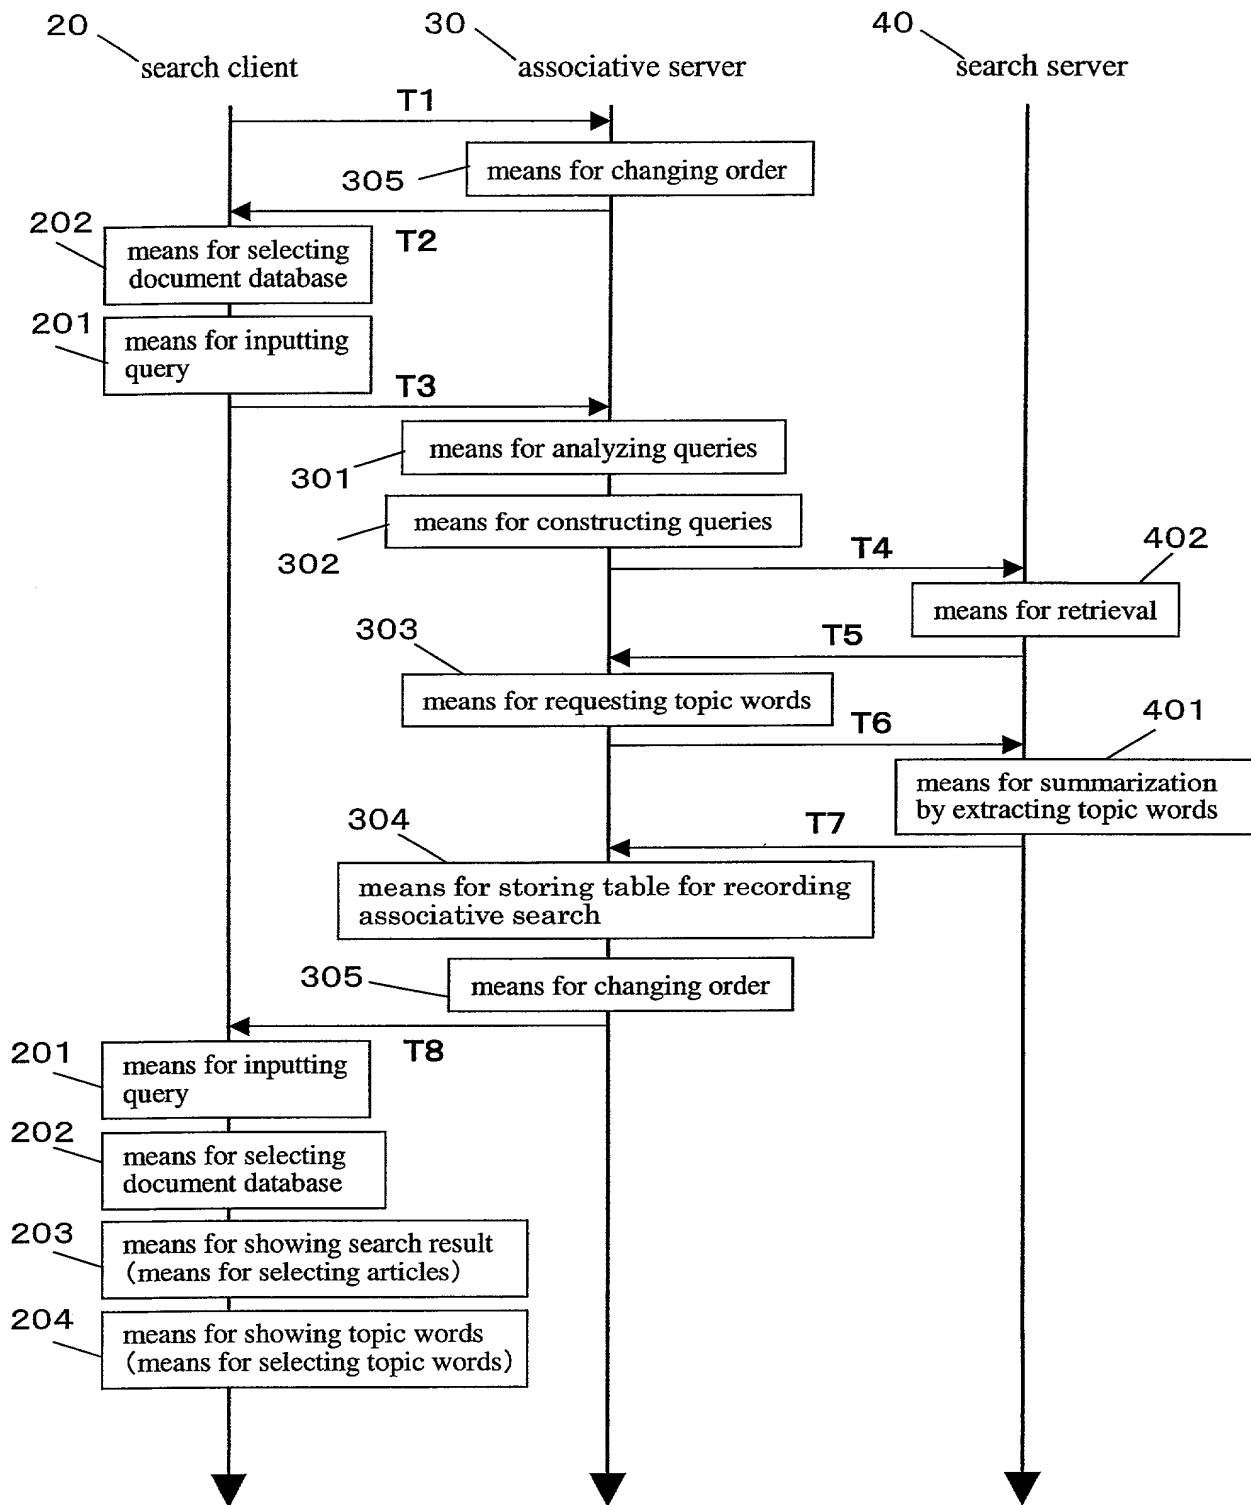 20
30
40
search client
associative server
search server
T1
means for changing order
305
202
T2
means for selecting
document database
201
means for inputting
query
T3
means for analyzing queries
301
means for constructing queries
302
T4
402
means for retrieval
303
T5
means for requesting topic words
T6
401
means for summarization
by extracting topic words
304
T7
means for storing table for recording
associative search
305
means for changing order
T8
201
means for inputting
query
202
means for selecting
document database
203
means for showing search result
(means for selecting articles)
204
means for showing topic words
(means for selecting topic words)